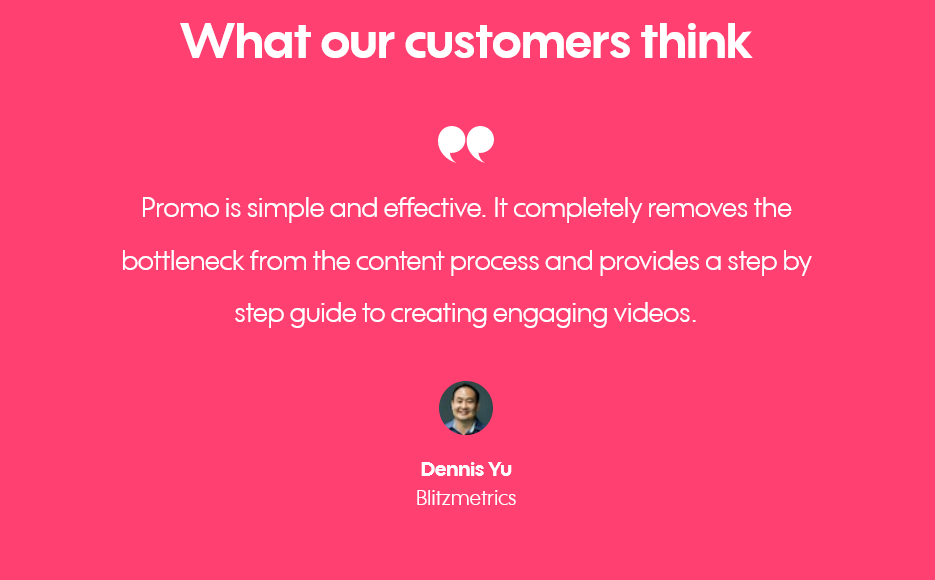 What our customers think
Promo is simple and effective. It completely removes the
bottleneck from the content process and provides a step by
step guide to creating engaging videos.
Dennis Yu
Blitzmetrics